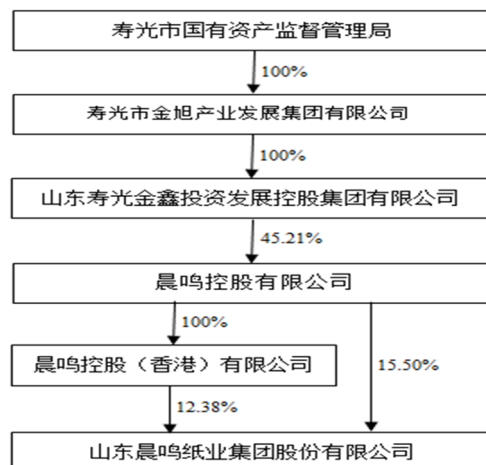 寿光市国有资产监督管理局
100%
寿光市金旭产业发展集团有限公司
100%
山东寿光金鑫投资发展控股集团有限公司
45.21%
晨鸣控股有限公司
100%
晨鸣控股（香港）有限公司
15.50%
12.38%
山东晨鸣纸业集团股份有限公司